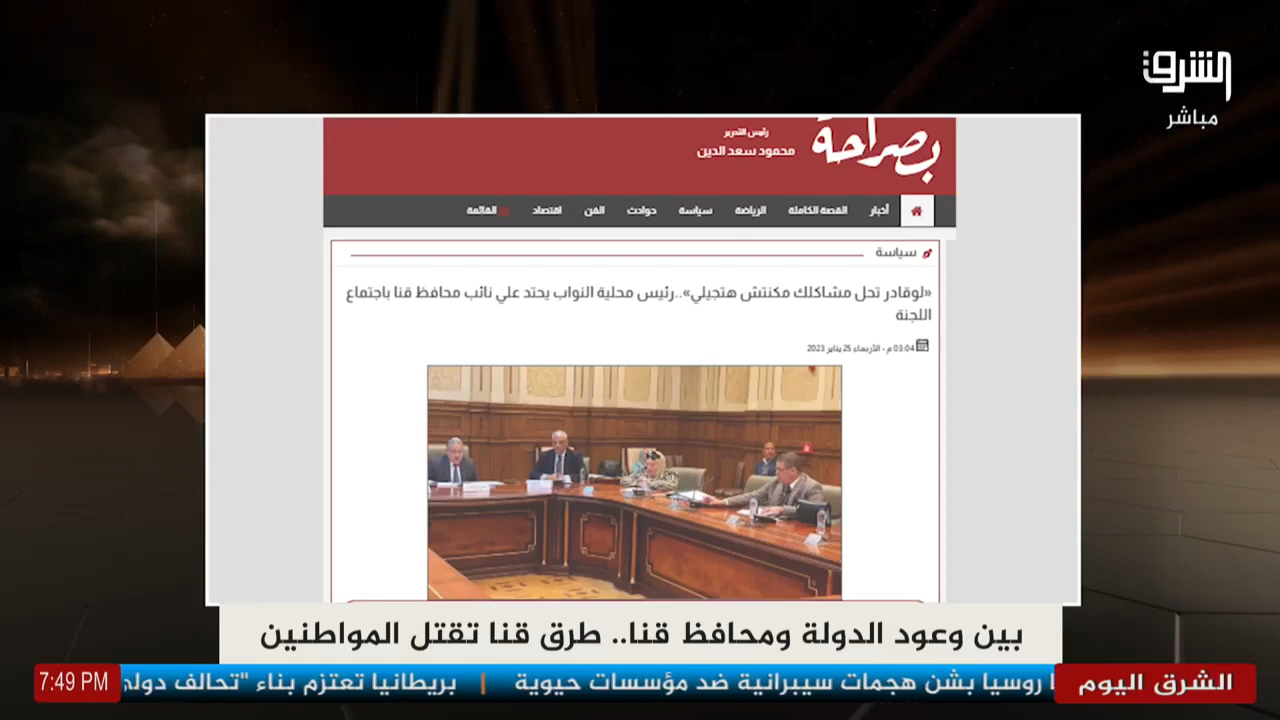 الشرق
مباشر
بصراحة
رئيس التحرير
محمود سعد الدين
أخبار
القصة الكاملة
الرياضة
سياسة
حوادث
الفن
اقتصاد
القائمة
سياسة
«لوقادر تحل مشاكلك مكنتش هتجيلي»..رئيس محلية النواب يحتد علي نائب محافظ قنا باجتماع
اللجنة
03:04 م - الأربعاء 25 يناير 2023
بين وعود الدولة ومحافظ قنا.. طرق قنا تقتل المواطنين
الشرق اليوم
ا روسيا بشن هجمات سيبرانية ضد مؤسسات حيوية | بريطانيا تعتزم بناء "تحالف دولي
7:49 PM